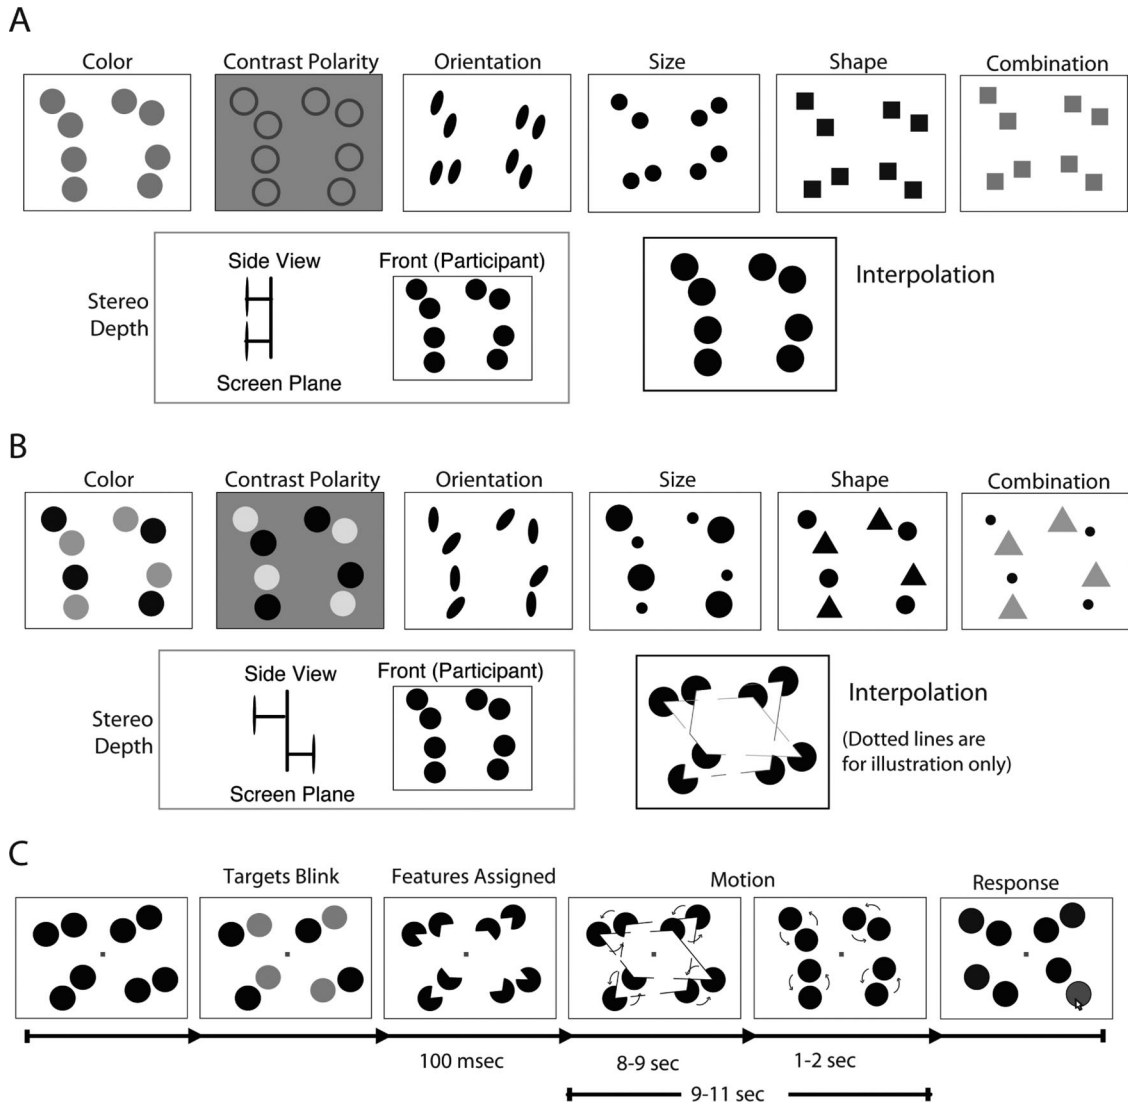 A
Color
Contrast Polarity
Orientation
Size
Shape
Combination
Stereo
Depth
Side View
Screen Plane
Front (Participant)
Interpolation
B
Color
Contrast Polarity
Orientation
Size
Shape
Combination
Stereo
Depth
Side View
Screen Plane
Front (Participant)
Interpolation
(Dotted lines are
for illustration only)
C
Targets Blink
Features Assigned
Motion
Response
100 msec
8-9 sec
1-2 sec
9-11 sec